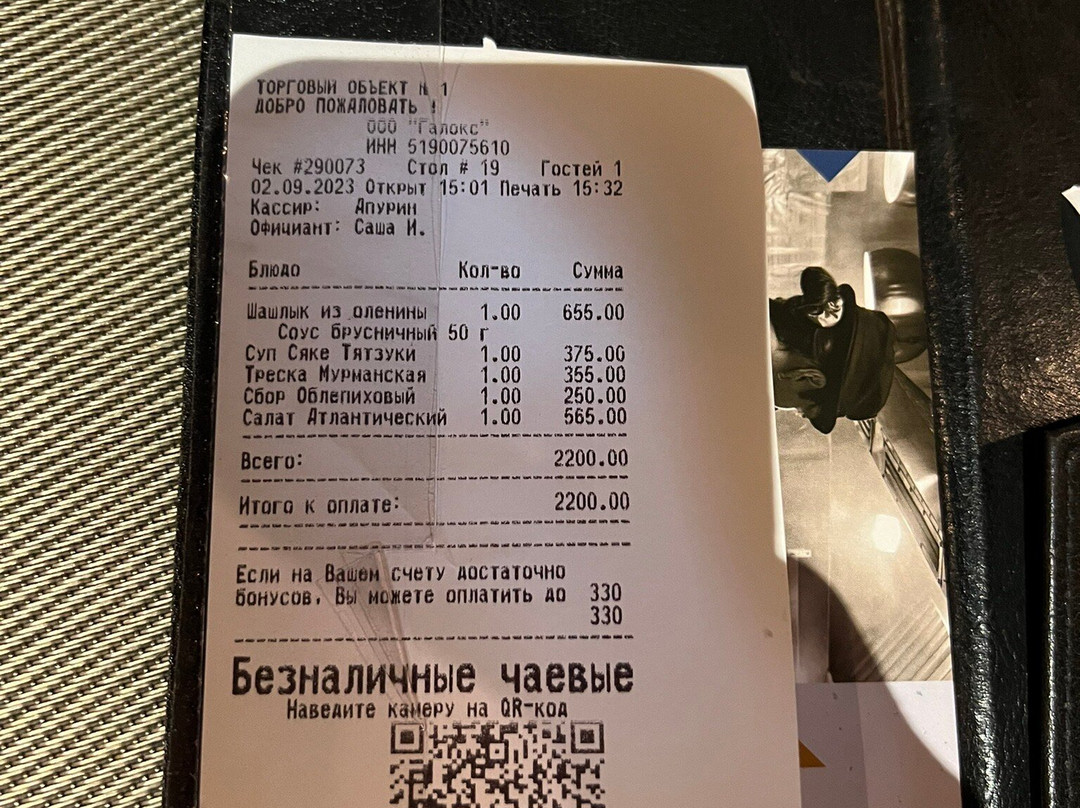 ТОРГОВЫЙ ОБЪЕКТ № 1
ДОБРО ПОЖАЛОВАТЬ !
ООО "Галокс"
ИНН 5190075610
Чек #290073 Стол # 19 Гостей 1
02.09.2023 Открыт 15:01 Печать 15:32
Кассир: Апурин
Официант: Саша И.
Блюдо Кол-во Сумма
Шашлык из оленины 1.00 655.00
Соус брусничный 50 г
Суп Сяке Тятзуки 1.00 375.00
Треска Мурманская 1.00 355.00
Сбор Облепиховый 1.00 250.00
Салат Атлантический 1.00 565.00
Всего: 2200.00
Итого к оплате: 2200.00
Если на Вашем счету достаточно
бонусов, Вы можете оплатить до 330
330
Безналичные чаевые
Наведите камеру на QR-код